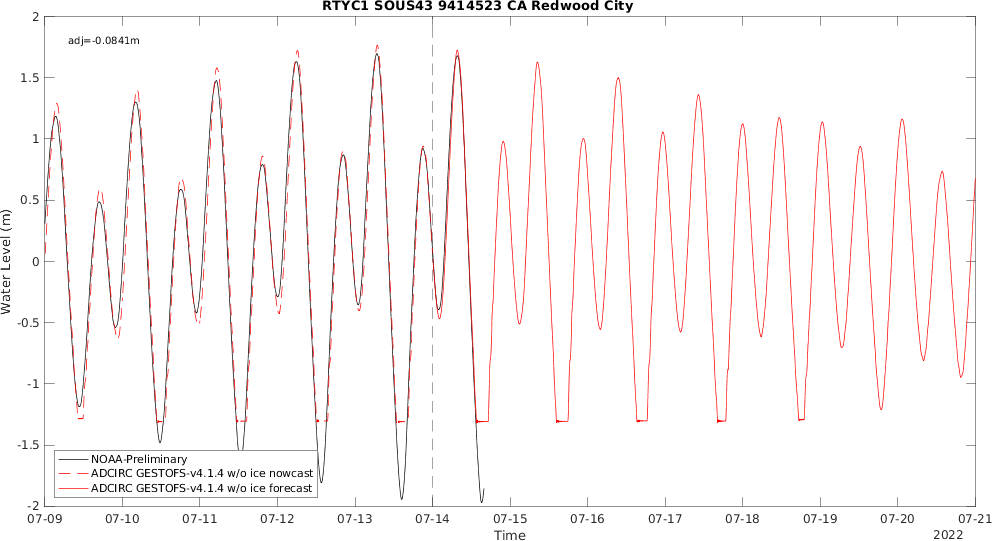 RTYC1 SOUS43 9414523 CA Redwood City
adj=-0.0841m
2
1.5
1
0.5
0
-0.5
-1
-1.5
-2
Water Level (m)
NOAA-Preliminary
ADCIRC GESTOFS-v4.1.4 w/o ice nowcast
ADCIRC GESTOFS-v4.1.4 w/o ice forecast
07-09 07-10 07-11 07-12 07-13 07-14 07-15 07-16 07-17 07-18 07-19 07-20 07-21
Time
2022